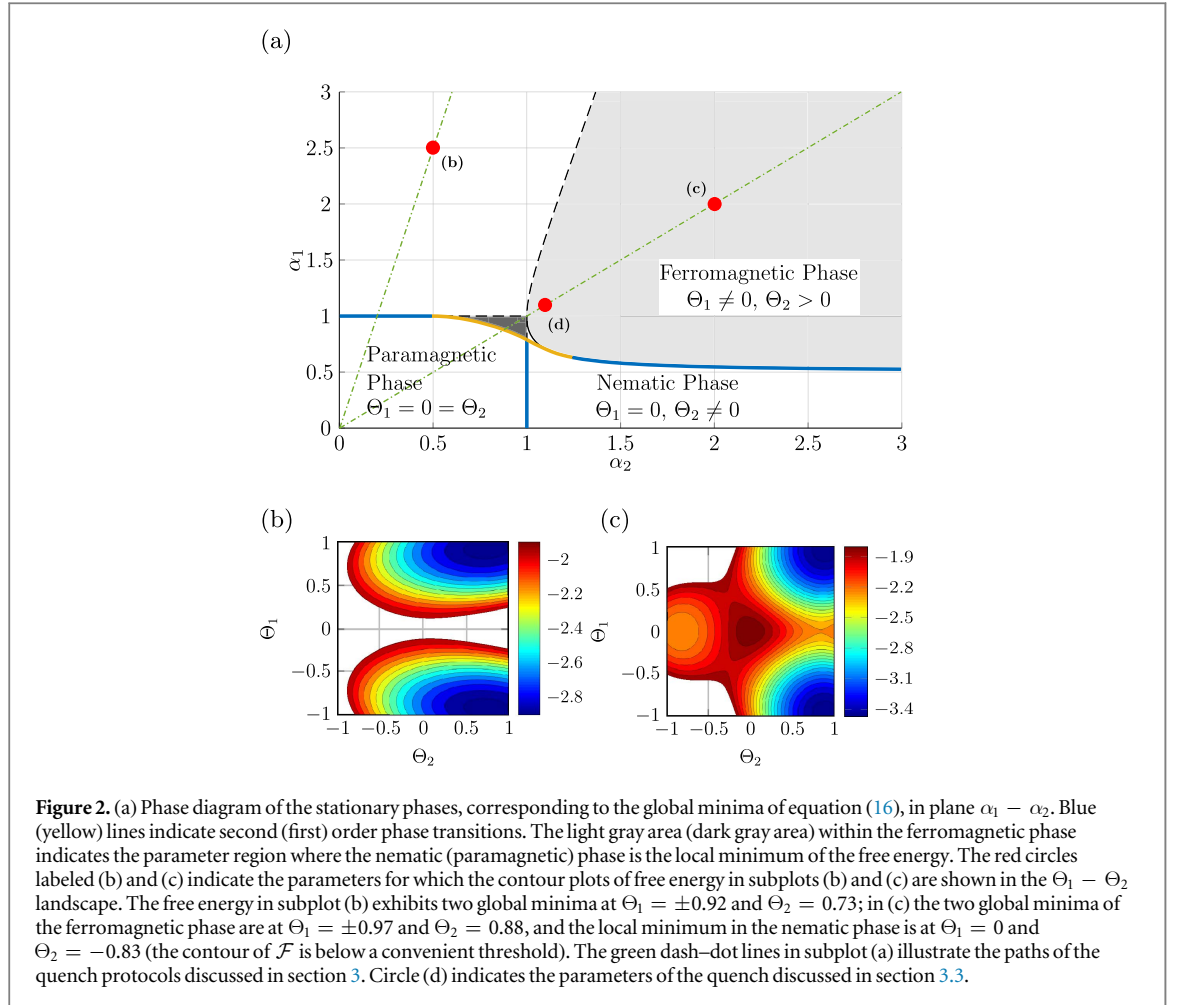 (a)
3
2.5
(b)
(c)
2
α₁
1.5
Ferromagnetic Phase
Θ₁ ≠ 0, Θ₂ > 0
1
(d)
Paramagnetic
Phase
Θ₁ = 0 = Θ₂
0.5
Nematic Phase
Θ₁ = 0, Θ₂ ≠ 0
0
0 0.5 1 1.5 2 2.5 3
α₂
(b)
1
0.5
0
−0.5
−1
Θ₁
−1 −0.5 0 0.5 1
Θ₂
−2
−2.2
−2.4
−2.6
−2.8
(c)
1
0.5
0
−0.5
−1
Θ₁
−1 −0.5 0 0.5 1
Θ₂
−1.9
−2.2
−2.5
−2.8
−3.1
−3.4
Figure 2. (a) Phase diagram of the stationary phases, corresponding to the global minima of equation (16), in plane α₁ − α₂. Blue
(yellow) lines indicate second (first) order phase transitions. The light gray area (dark gray area) within the ferromagnetic phase
indicates the parameter region where the nematic (paramagnetic) phase is the local minimum of the free energy. The red circles
labeled (b) and (c) indicate the parameters for which the contour plots of free energy in subplots (b) and (c) are shown in the Θ₁ − Θ₂
landscape. The free energy in subplot (b) exhibits two global minima at Θ₁ = ±0.92 and Θ₂ = 0.73; in (c) the two global minima of
the ferromagnetic phase are at Θ₁ = ±0.97 and Θ₂ = 0.88, and the local minimum in the nematic phase is at Θ₁ = 0 and
Θ₂ = −0.83 (the contour of ℱ is below a convenient threshold). The green dash–dot lines in subplot (a) illustrate the paths of the
quench protocols discussed in section 3. Circle (d) indicates the parameters of the quench discussed in section 3.3.